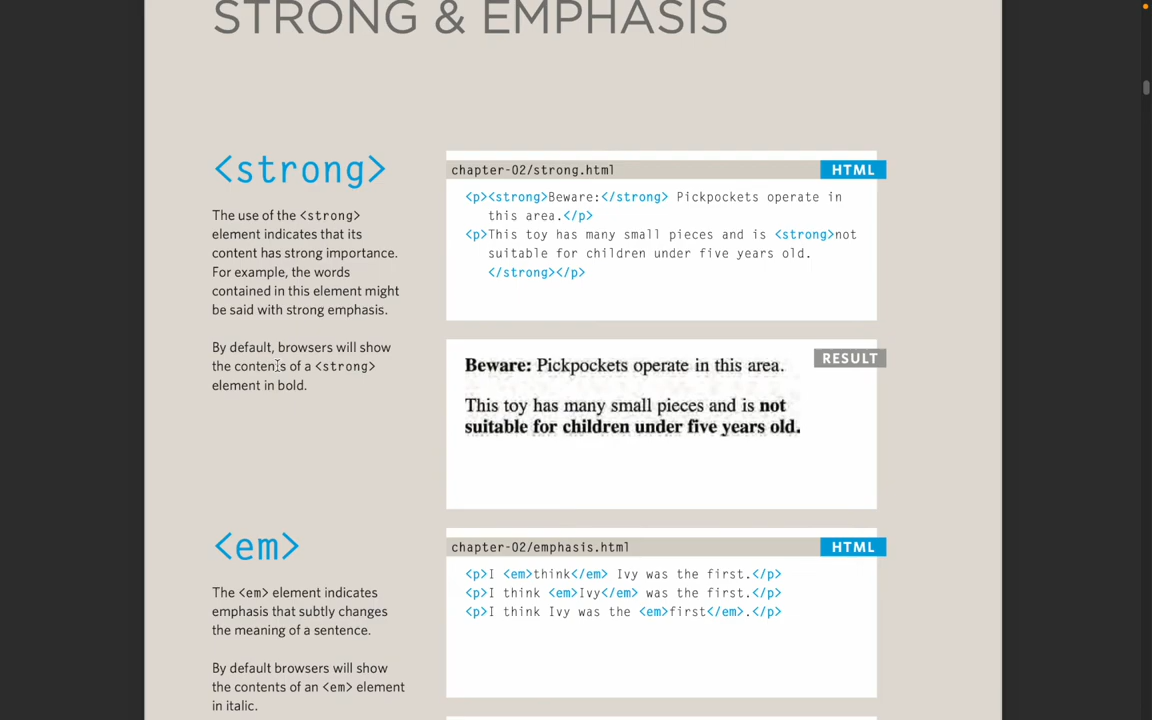 STRONG & EMPHASIS
<strong>
The use of the <strong>
element indicates that its
content has strong importance.
For example, the words
contained in this element might
be said with strong emphasis.
By default, browsers will show
the contents of a <strong>
element in bold.
chapter-02/strong.html
HTML
<p><strong>Beware:</strong> Pickpockets operate in
this area.</p>
<p>This toy has many small pieces and is <strong>not
suitable for children under five years old.
</strong></p>
RESULT
Beware: Pickpockets operate in this area.
This toy has many small pieces and is not
suitable for children under five years old.
<em>
The <em> element indicates
emphasis that subtly changes
the meaning of a sentence.
By default browsers will show
the contents of an <em> element
in italic.
chapter-02/emphasis.html
HTML
<p>I <em>think</em> Ivy was the first.</p>
<p>I think <em>Ivy</em> was the first.</p>
<p>I think Ivy was the <em>first</em>.</p>